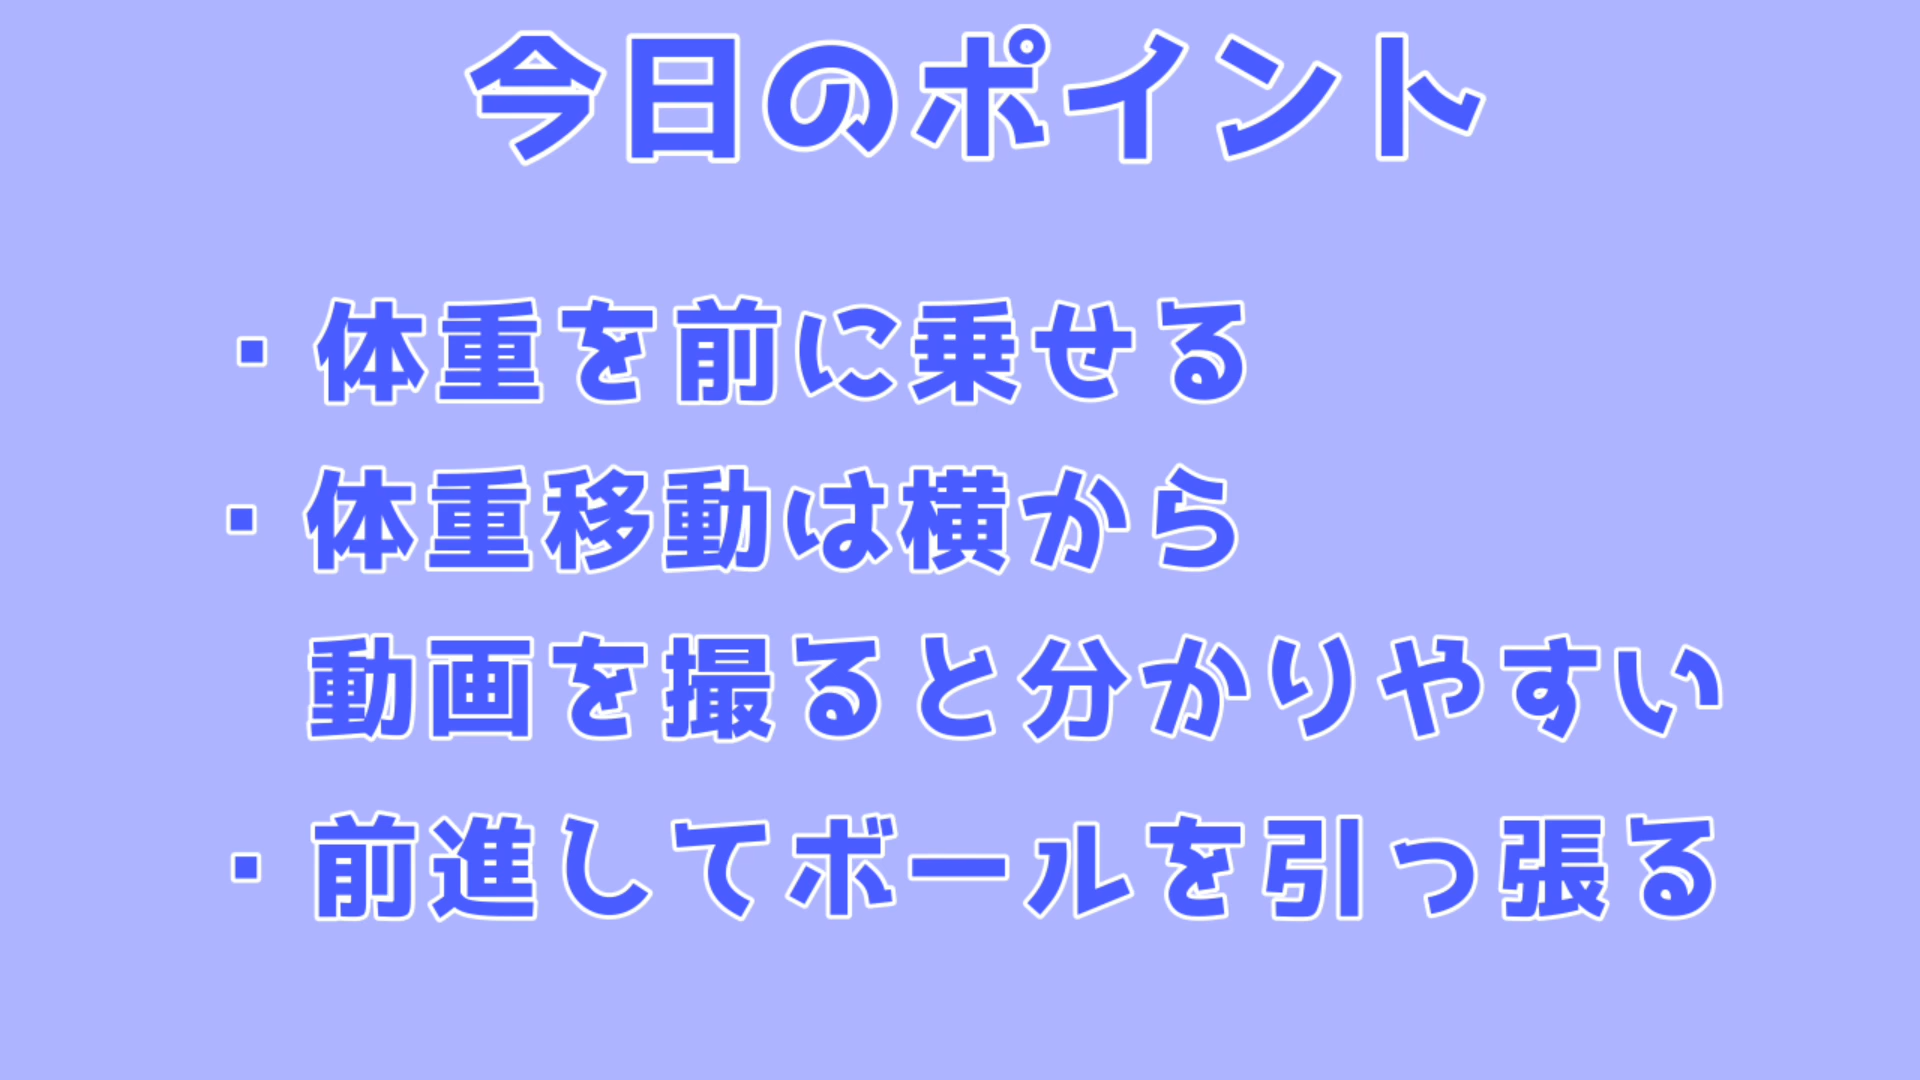 今日のポイント
・体重を前に乗せる
・体重移動は横から
動画を撮ると分かりやすい
・前進してボールを引っ張る